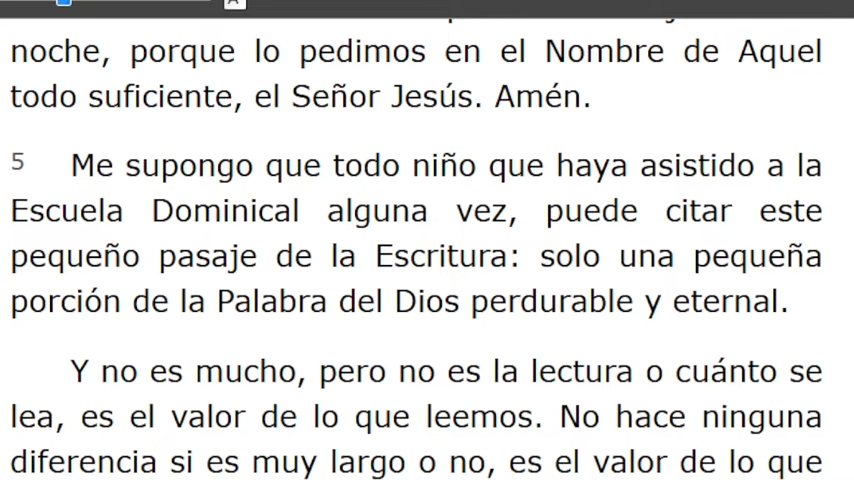 noche, porque lo pedimos en el Nombre de Aquel
todo suficiente, el Señor Jesús. Amén.
5 Me supongo que todo niño que haya asistido a la
Escuela Dominical alguna vez, puede citar este
pequeño pasaje de la Escritura: solo una pequeña
porción de la Palabra del Dios perdurable y eternal.
Y no es mucho, pero no es la lectura o cuánto se
lea, es el valor de lo que leemos. No hace ninguna
diferencia si es muy largo o no, es el valor de lo que